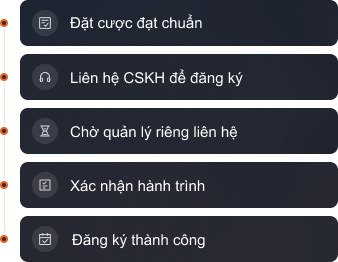 Đặt cược đạt chuẩn
Liên hệ CSKH để đăng ký
Chờ quản lý riêng liên hệ
Xác nhận hành trình
Đăng ký thành công